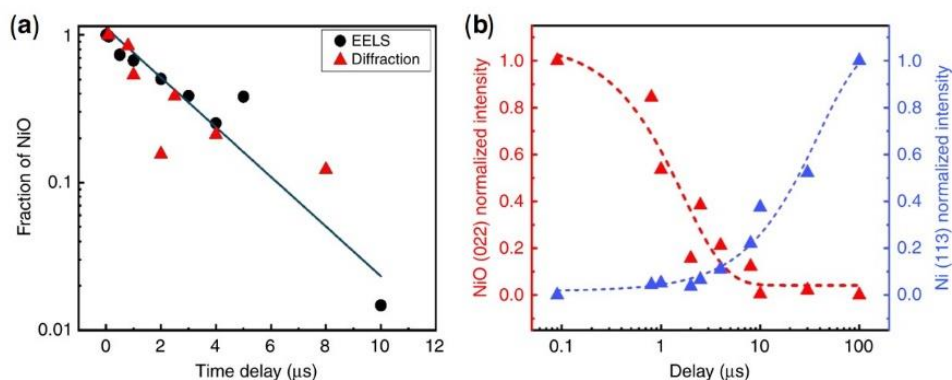 (a)
EELS
Diffraction
Fraction of NiO
1
0.1
0.01
0 2 4 6 8 10 12
Time delay (μs)
(b)
NiO (022) normalized intensity
1.0
0.8
0.6
0.4
0.2
0.0
0.1 1 10 100
Delay (μs)
1.0
0.8
0.6
0.4
0.2
0.0
Ni (113) normalized intensity